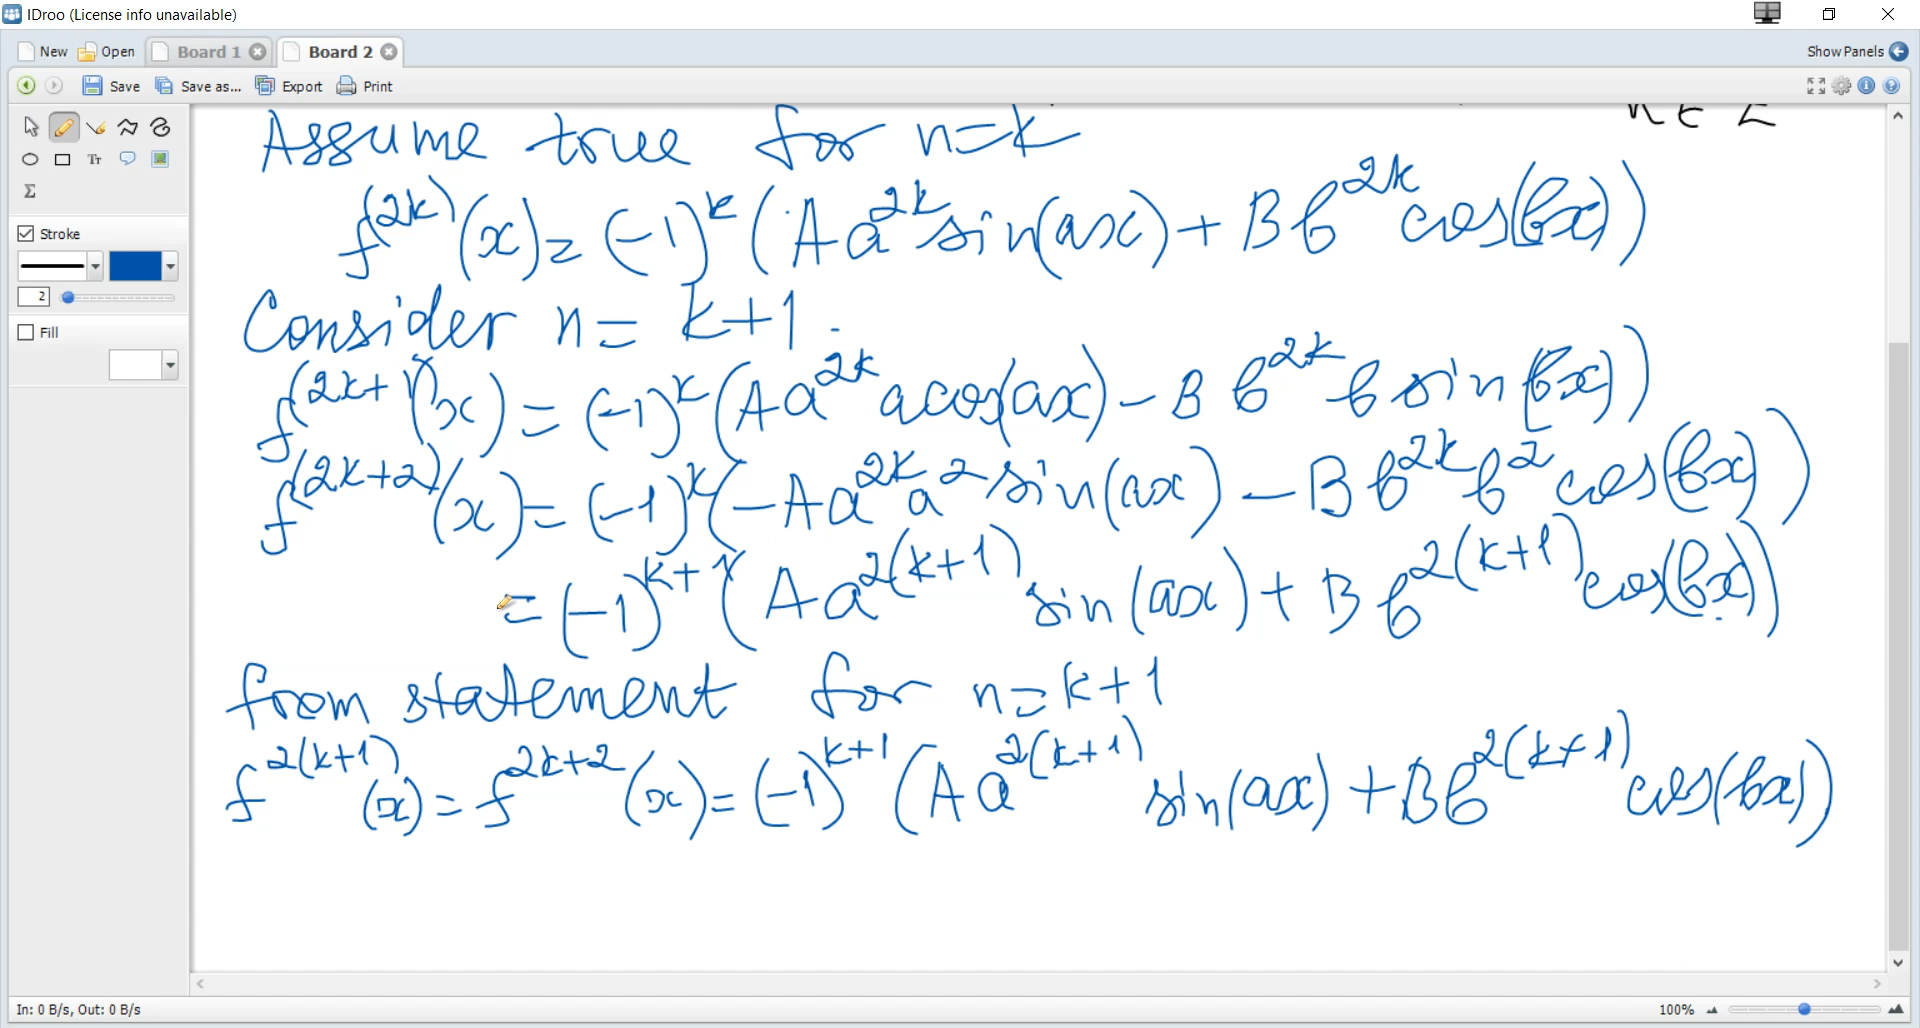 IDroo (License info unavailable)
New Open Board 1 Board 2 Show Panels
Save Save as... Export Print
Stroke
2
Fill
n ∈ Z
Assume true for n=k
f^(2k)(x) = (-1)^k (A a^2k sin(ax) + B b^2k cos(bx))
Consider n = k+1.
f^(2k+1)(x) = (-1)^k (A a^2k a cos(ax) - B b^2k b sin(bx))
f^(2k+2)(x) = (-1)^k (-A a^2k a^2 sin(ax) - B b^2k b^2 cos(bx))
= (-1)^k+1 (A a^2(k+1) sin(ax) + B b^2(k+1) cos(bx))
from statement for n=k+1
f^2(k+1)(x) = f^2k+2(x) = (-1)^k+1 (A a^2(k+1) sin(ax) + B b^2(k+1) cos(bx))
In: 0 B/s, Out: 0 B/s 100%